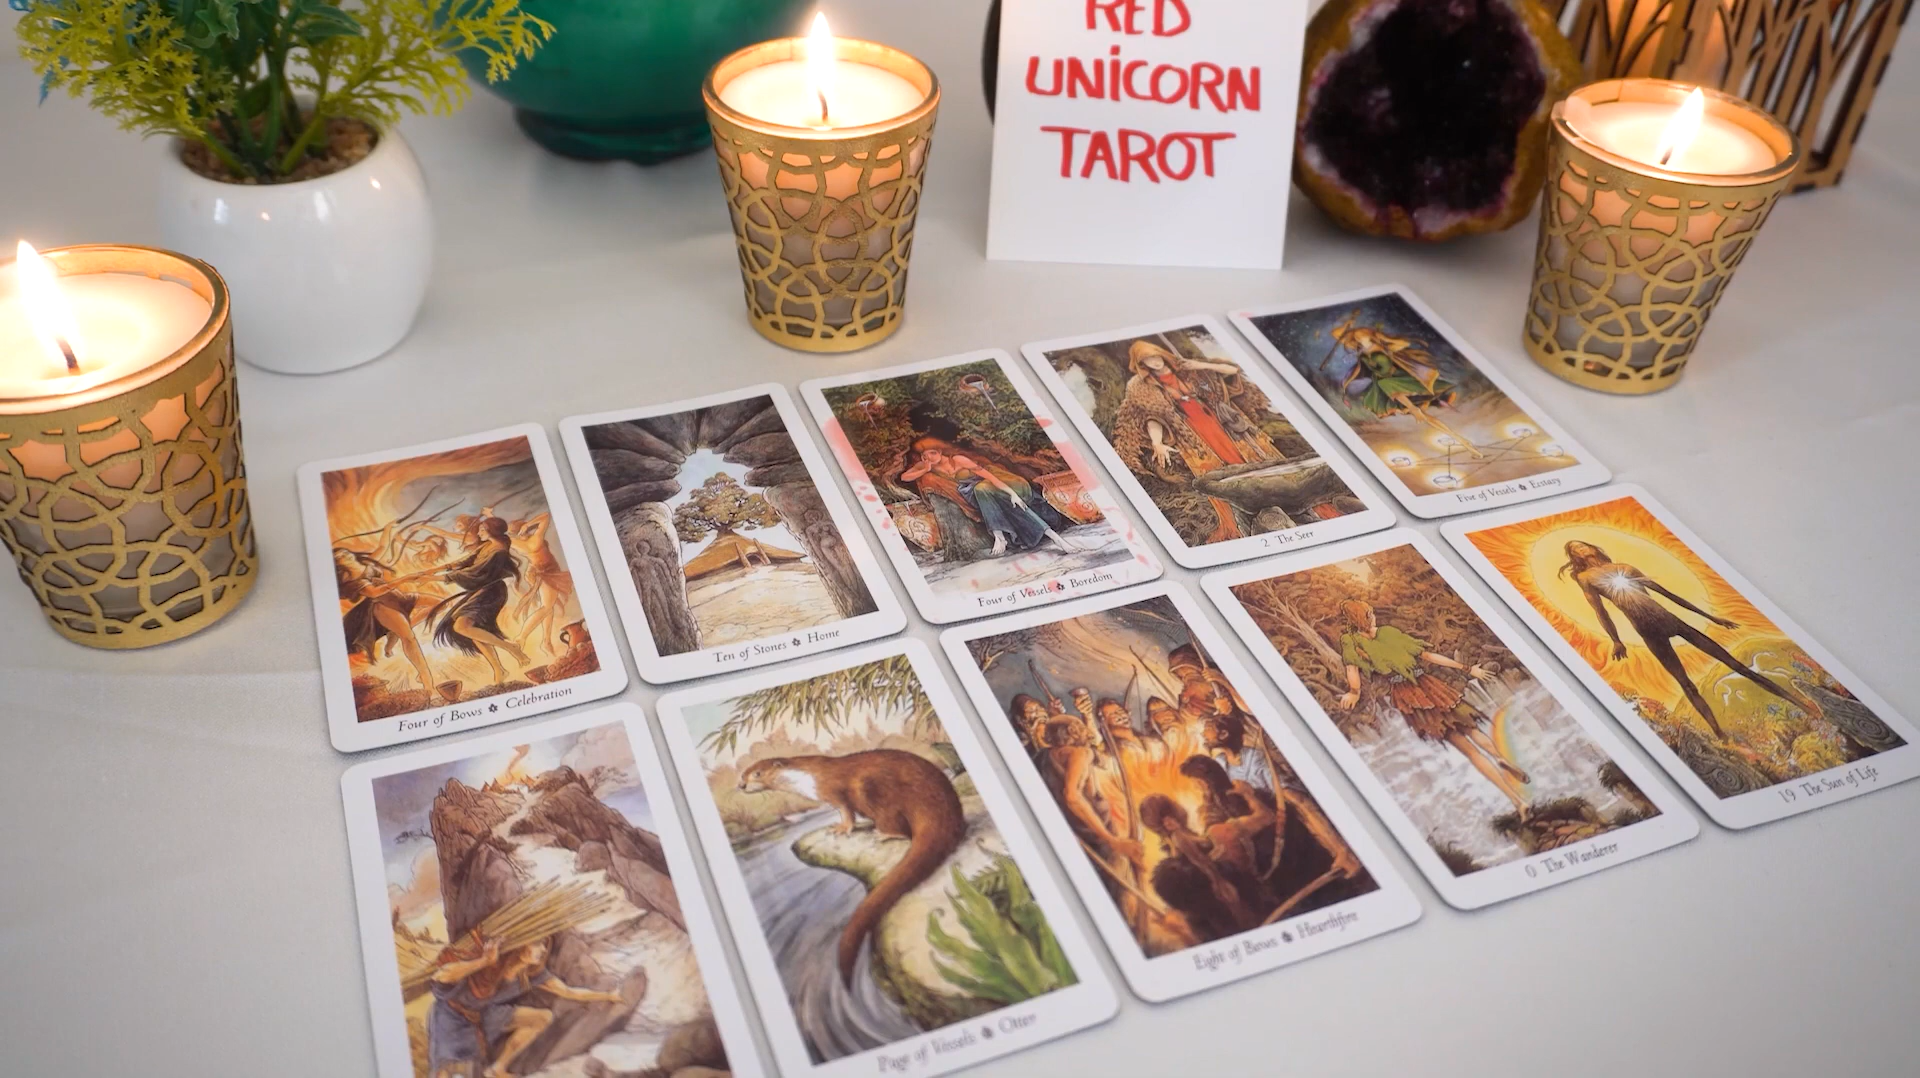 RED
UNiCORN
TAROT
Four of Bows Celebration
Ten of Stones Home
Four of Vessels Boredom
2 The Seer
Five of Vessels Ecstasy
Page of Vessels Otter
Eight of Bows Hearthfire
0 The Wanderer
19 The Sun of Life